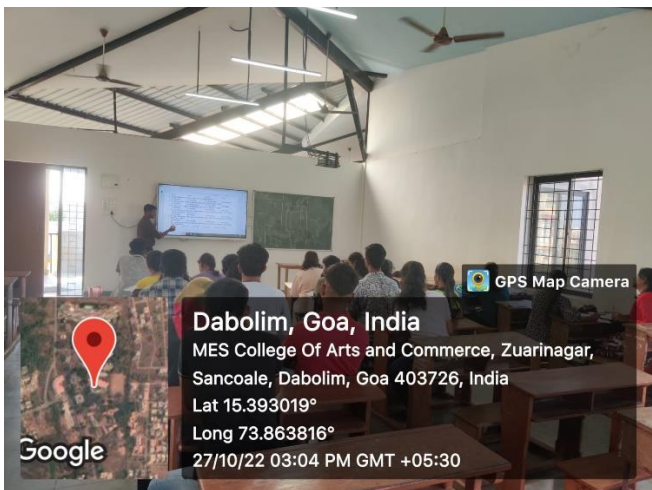 GPS Map Camera
Dabolim, Goa, India
MES College Of Arts and Commerce, Zuarinagar,
Sancoale, Dabolim, Goa 403726, India
Lat 15.393019°
Long 73.863816°
27/10/22 03:04 PM GMT +05:30
Google